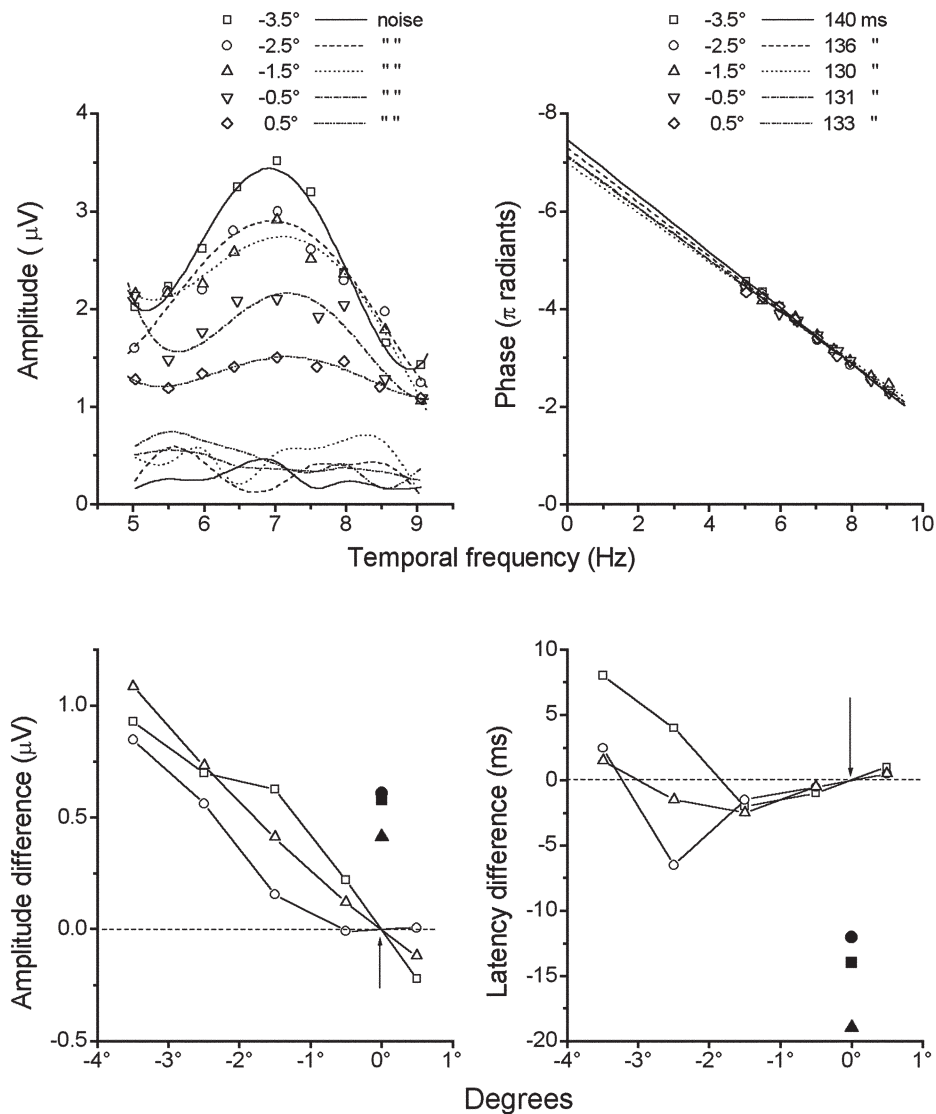 -3.5° noise
-2.5° " "
-1.5° " "
-0.5° " "
0.5° " "
-3.5° 140 ms
-2.5° 136 "
-1.5° 130 "
-0.5° 131 "
0.5° 133 "
4
3
2
1
0
Amplitude ( μV)
5 6 7 8 9
-8
-6
-4
-2
-0
Phase (π radiants)
0 2 4 6 8 10
Temporal frequency (Hz)
1.0
0.5
0.0
-0.5
Amplitude difference (μV)
-4° -3° -2° -1° 0° 1°
10
5
0
-5
-10
-15
-20
Latency difference (ms)
-4° -3° -2° -1° 0° 1°
Degrees